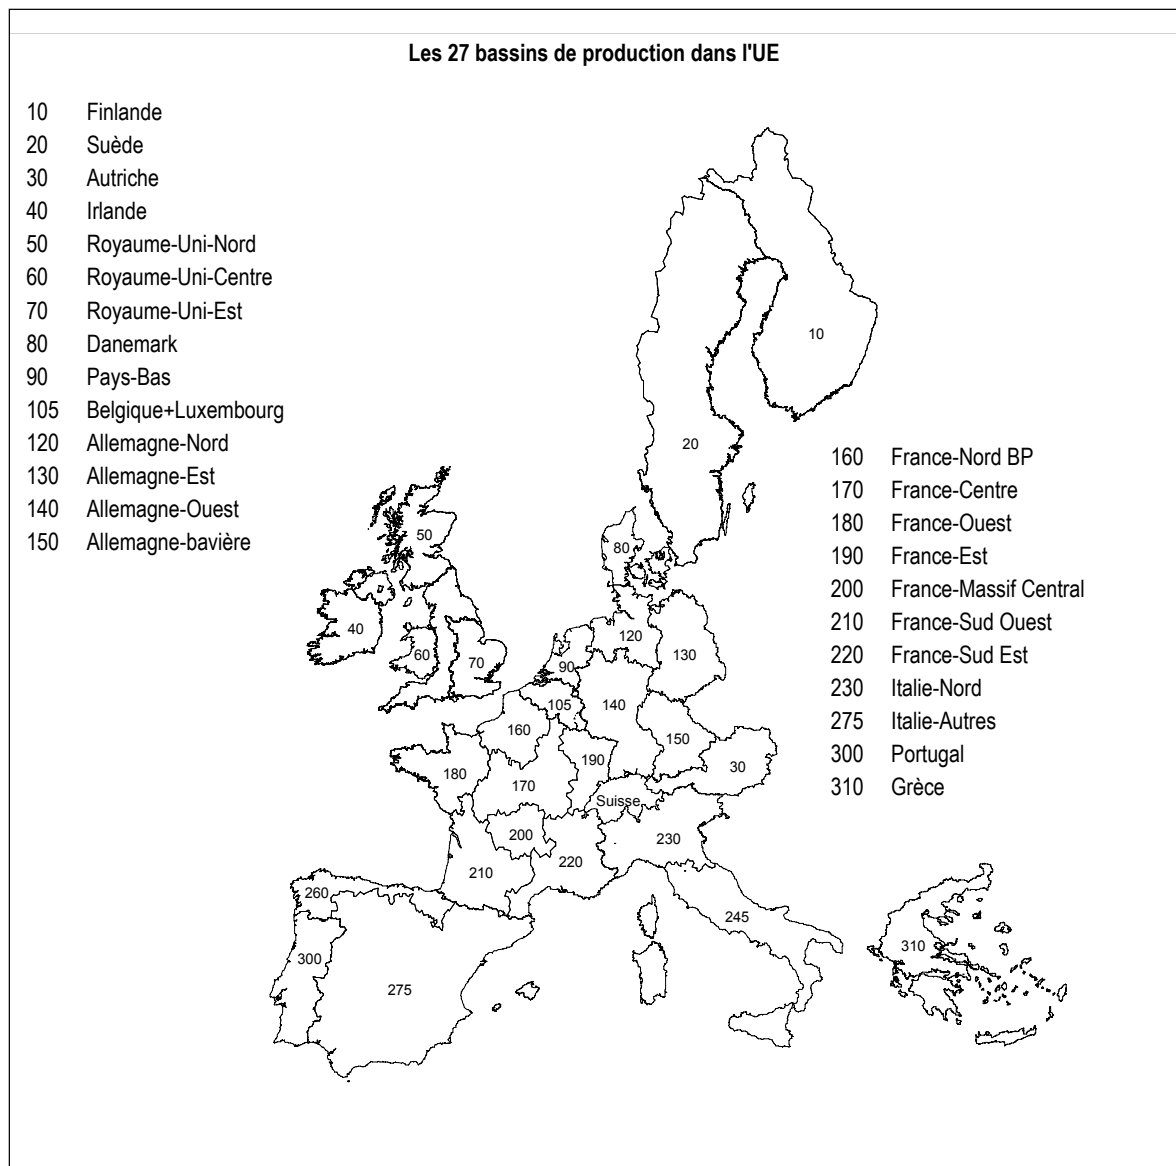 Les 27 bassins de production dans l'UE
10 Finlande
20 Suède
30 Autriche
40 Irlande
50 Royaume-Uni-Nord
60 Royaume-Uni-Centre
70 Royaume-Uni-Est
80 Danemark
90 Pays-Bas
105 Belgique+Luxembourg
120 Allemagne-Nord
130 Allemagne-Est
140 Allemagne-Ouest
150 Allemagne-bavière
160 France-Nord BP
170 France-Centre
180 France-Ouest
190 France-Est
200 France-Massif Central
210 France-Sud Ouest
220 France-Sud Est
230 Italie-Nord
275 Italie-Autres
300 Portugal
310 Grèce
10
20
50
80
40
60
70
90
120
130
105
140
160
150
190
30
180
170
Suisse
200
230
220
210
260
245
300
310
275